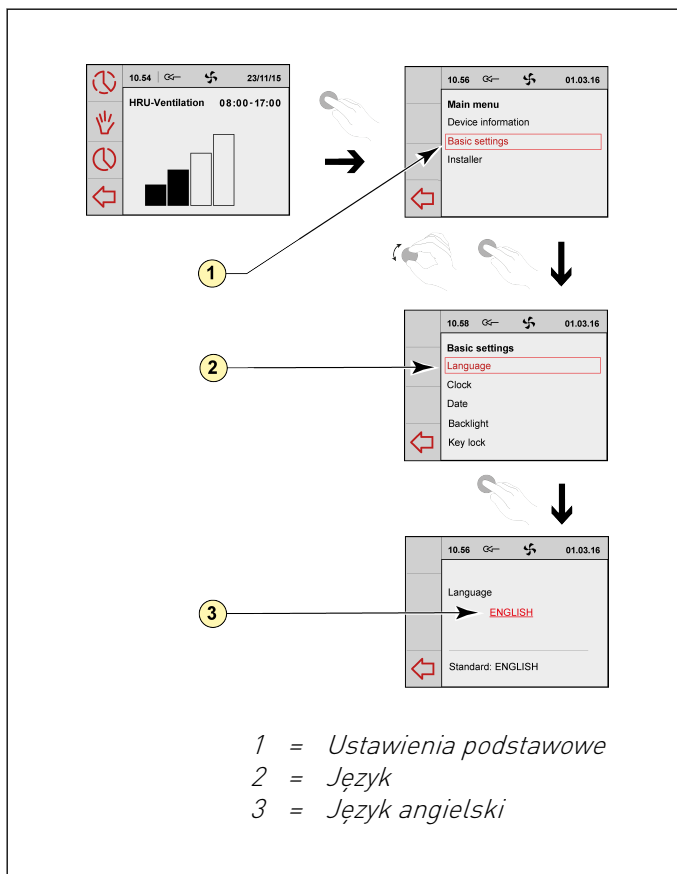 10.54 23/11/15
HRU-Ventilation 08:00-17:00
10.56 01.03.16
Main menu
Device information
Basic settings
Installer
1
10.58 01.03.16
Basic settings
Language
Clock
Date
Backlight
Key lock
2
10.56 01.03.16
Language
ENGLISH
Standard: ENGLISH
3
1 = Ustawienia podstawowe
2 = Język
3 = Język angielski